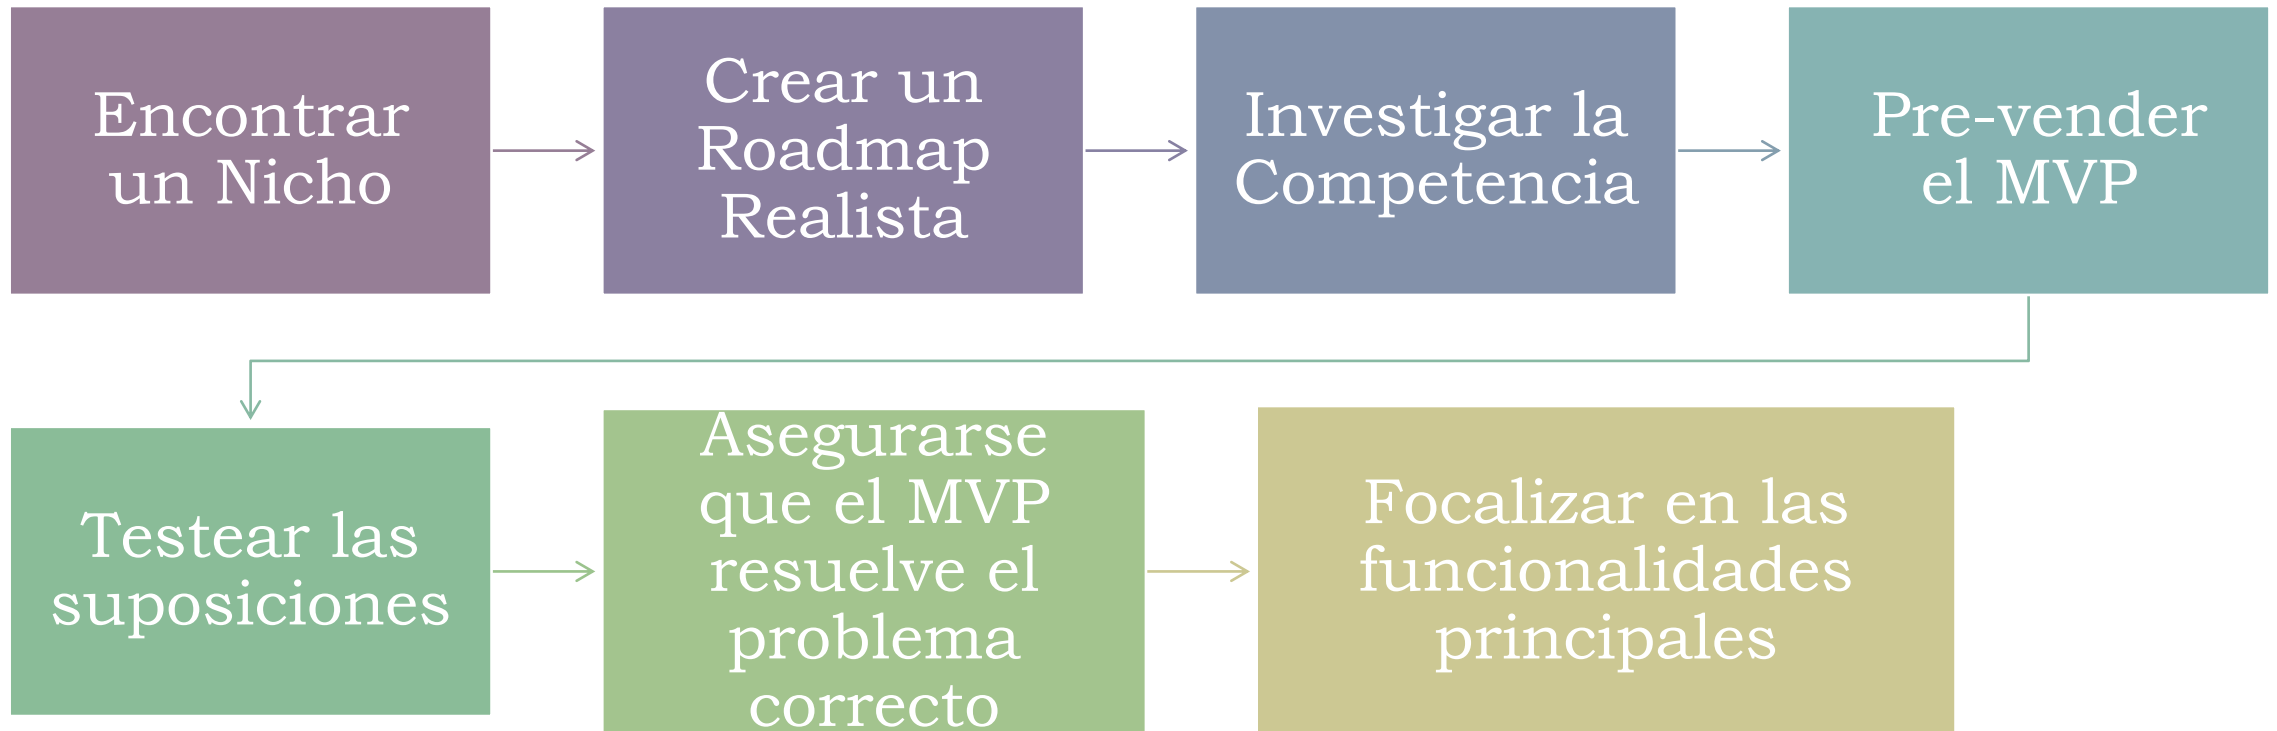 Encontrar
un Nicho
Crear un
Roadmap
Realista
Investigar la
Competencia
Pre-vender
el MVP
Testear las
suposiciones
Asegurarse
que el MVP
resuelve el
problema
correcto
Focalizar en las
funcionalidades
principales